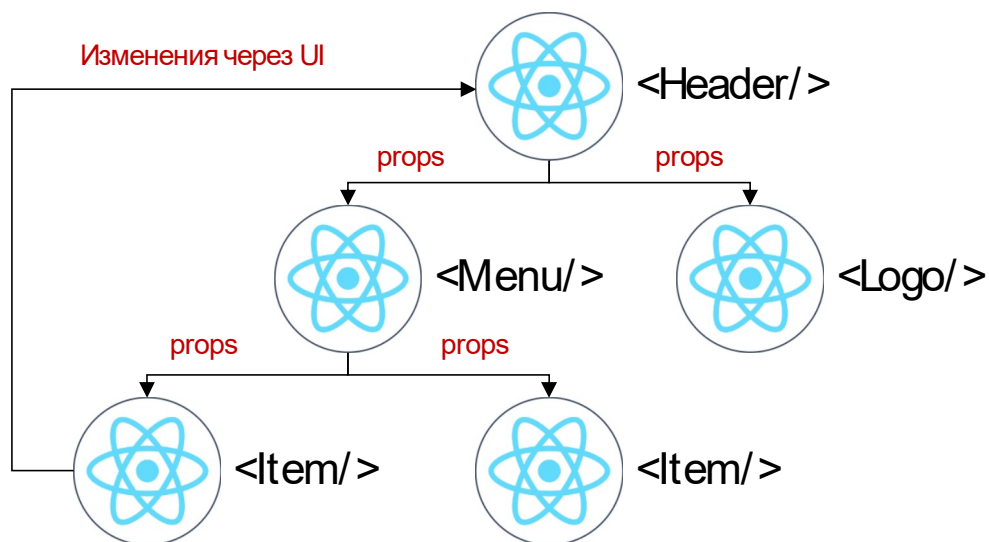 Изменения через UI
<Header/>
props
props
<Menu/>
<Logo/>
props
props
<Item/>
<Item/>